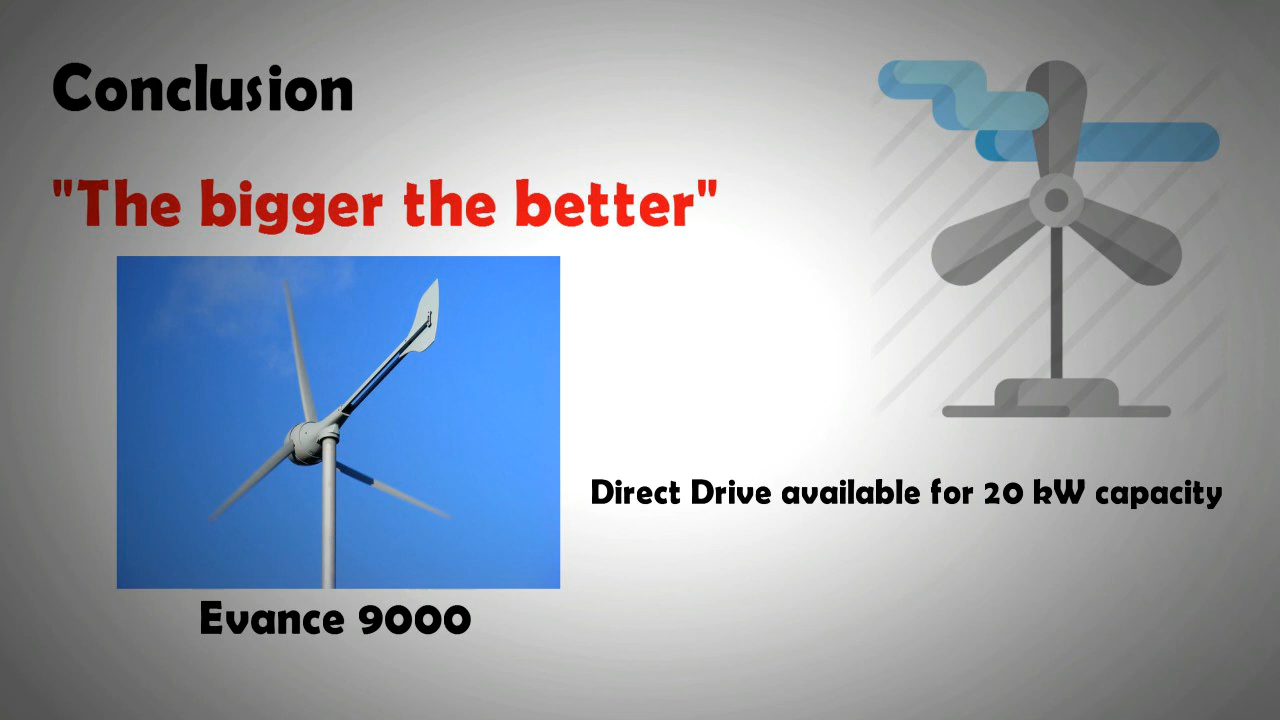 Conclusion
"The bigger the better"
Direct Drive available for 20 kW capacity
Evance 9000